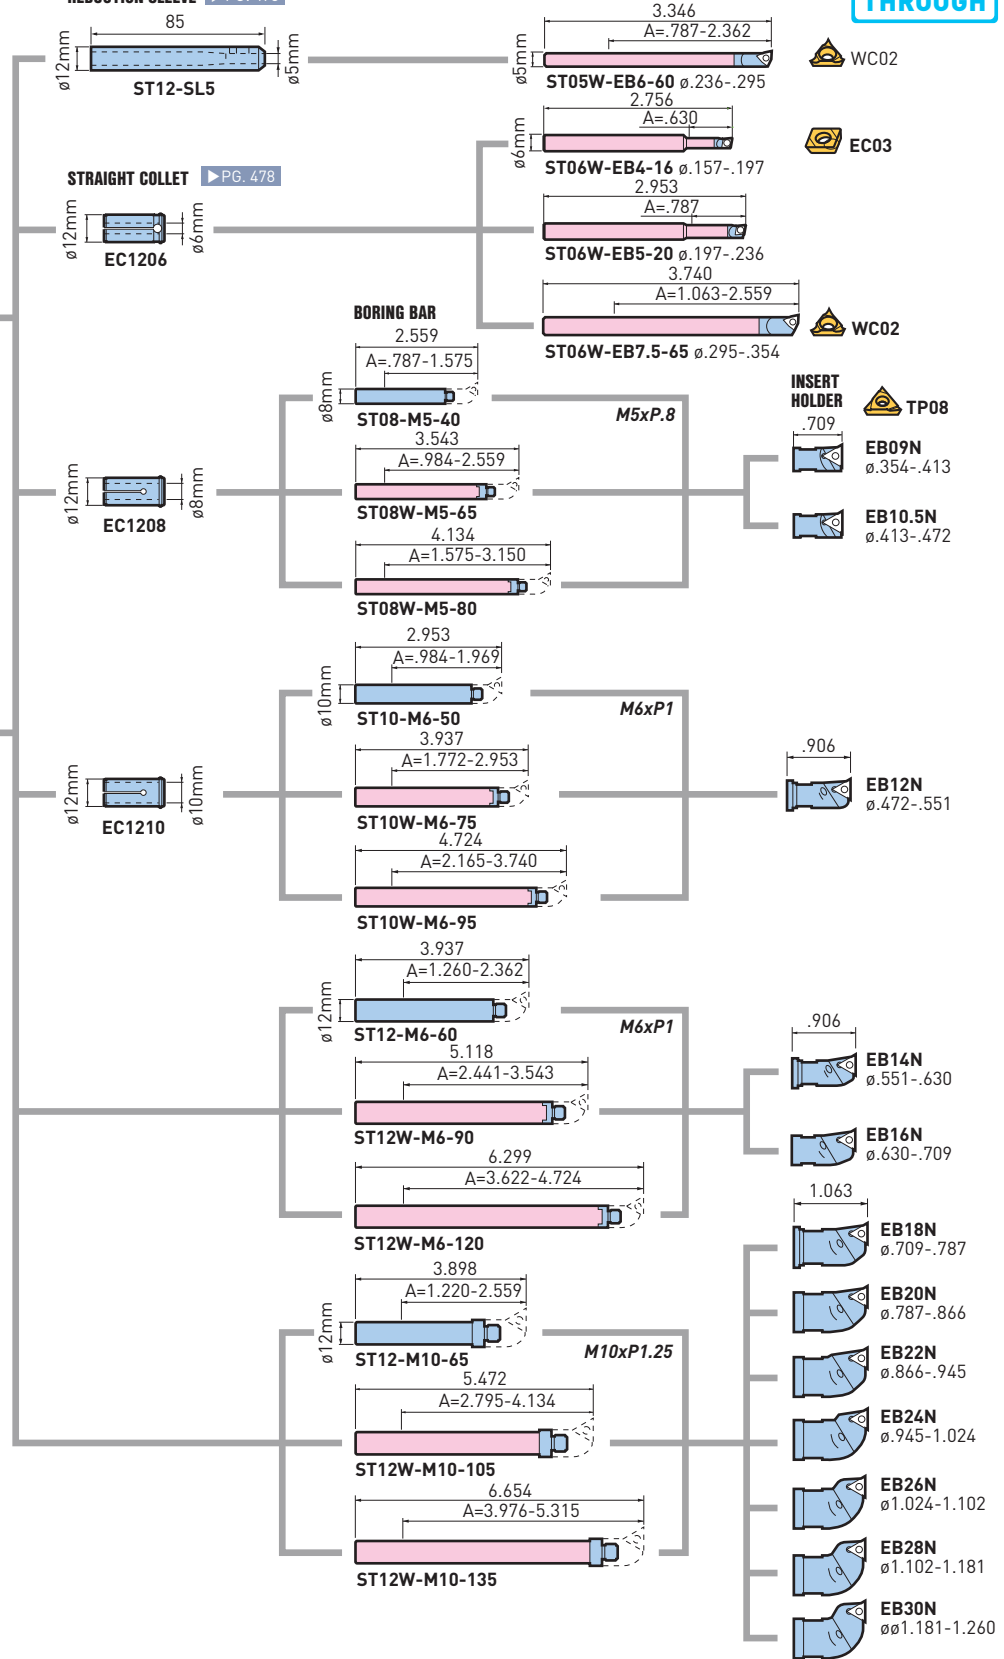 THROUGH
85
ø12mm
ø5mm
ST12-SL5
3.346
A=.787-2.362
ø5mm
ST05W-EB6-60 ø.236-.295
WC02
2.756
A=.630
ø6mm
ST06W-EB4-16 ø.157-.197
EC03
STRAIGHT COLLET ▶PG. 478
ø12mm
ø6mm
EC1206
2.953
A=.787
ST06W-EB5-20 ø.197-.236
3.740
A=1.063-2.559
ST06W-EB7.5-65 ø.295-.354
WC02
BORING BAR
2.559
A=.787-1.575
ø8mm
ST08-M5-40
M5xP.8
INSERT
HOLDER
TP08
.709
EB09N
ø.354-.413
3.543
A=.984-2.559
ST08W-M5-65
ø12mm
ø8mm
EC1208
EB10.5N
ø.413-.472
4.134
A=1.575-3.150
ST08W-M5-80
2.953
A=.984-1.969
ø10mm
ST10-M6-50
M6xP1
3.937
A=1.772-2.953
ST10W-M6-75
ø12mm
ø10mm
EC1210
.906
EB12N
ø.472-.551
4.724
A=2.165-3.740
ST10W-M6-95
3.937
A=1.260-2.362
ø12mm
ST12-M6-60
M6xP1
.906
EB14N
ø.551-.630
5.118
A=2.441-3.543
ST12W-M6-90
EB16N
ø.630-.709
6.299
A=3.622-4.724
ST12W-M6-120
1.063
EB18N
ø.709-.787
3.898
A=1.220-2.559
ø12mm
ST12-M10-65
M10xP1.25
EB20N
ø.787-.866
EB22N
ø.866-.945
5.472
A=2.795-4.134
ST12W-M10-105
EB24N
ø.945-1.024
6.654
A=3.976-5.315
ST12W-M10-135
EB26N
ø1.024-1.102
EB28N
ø1.102-1.181
EB30N
øø1.181-1.260